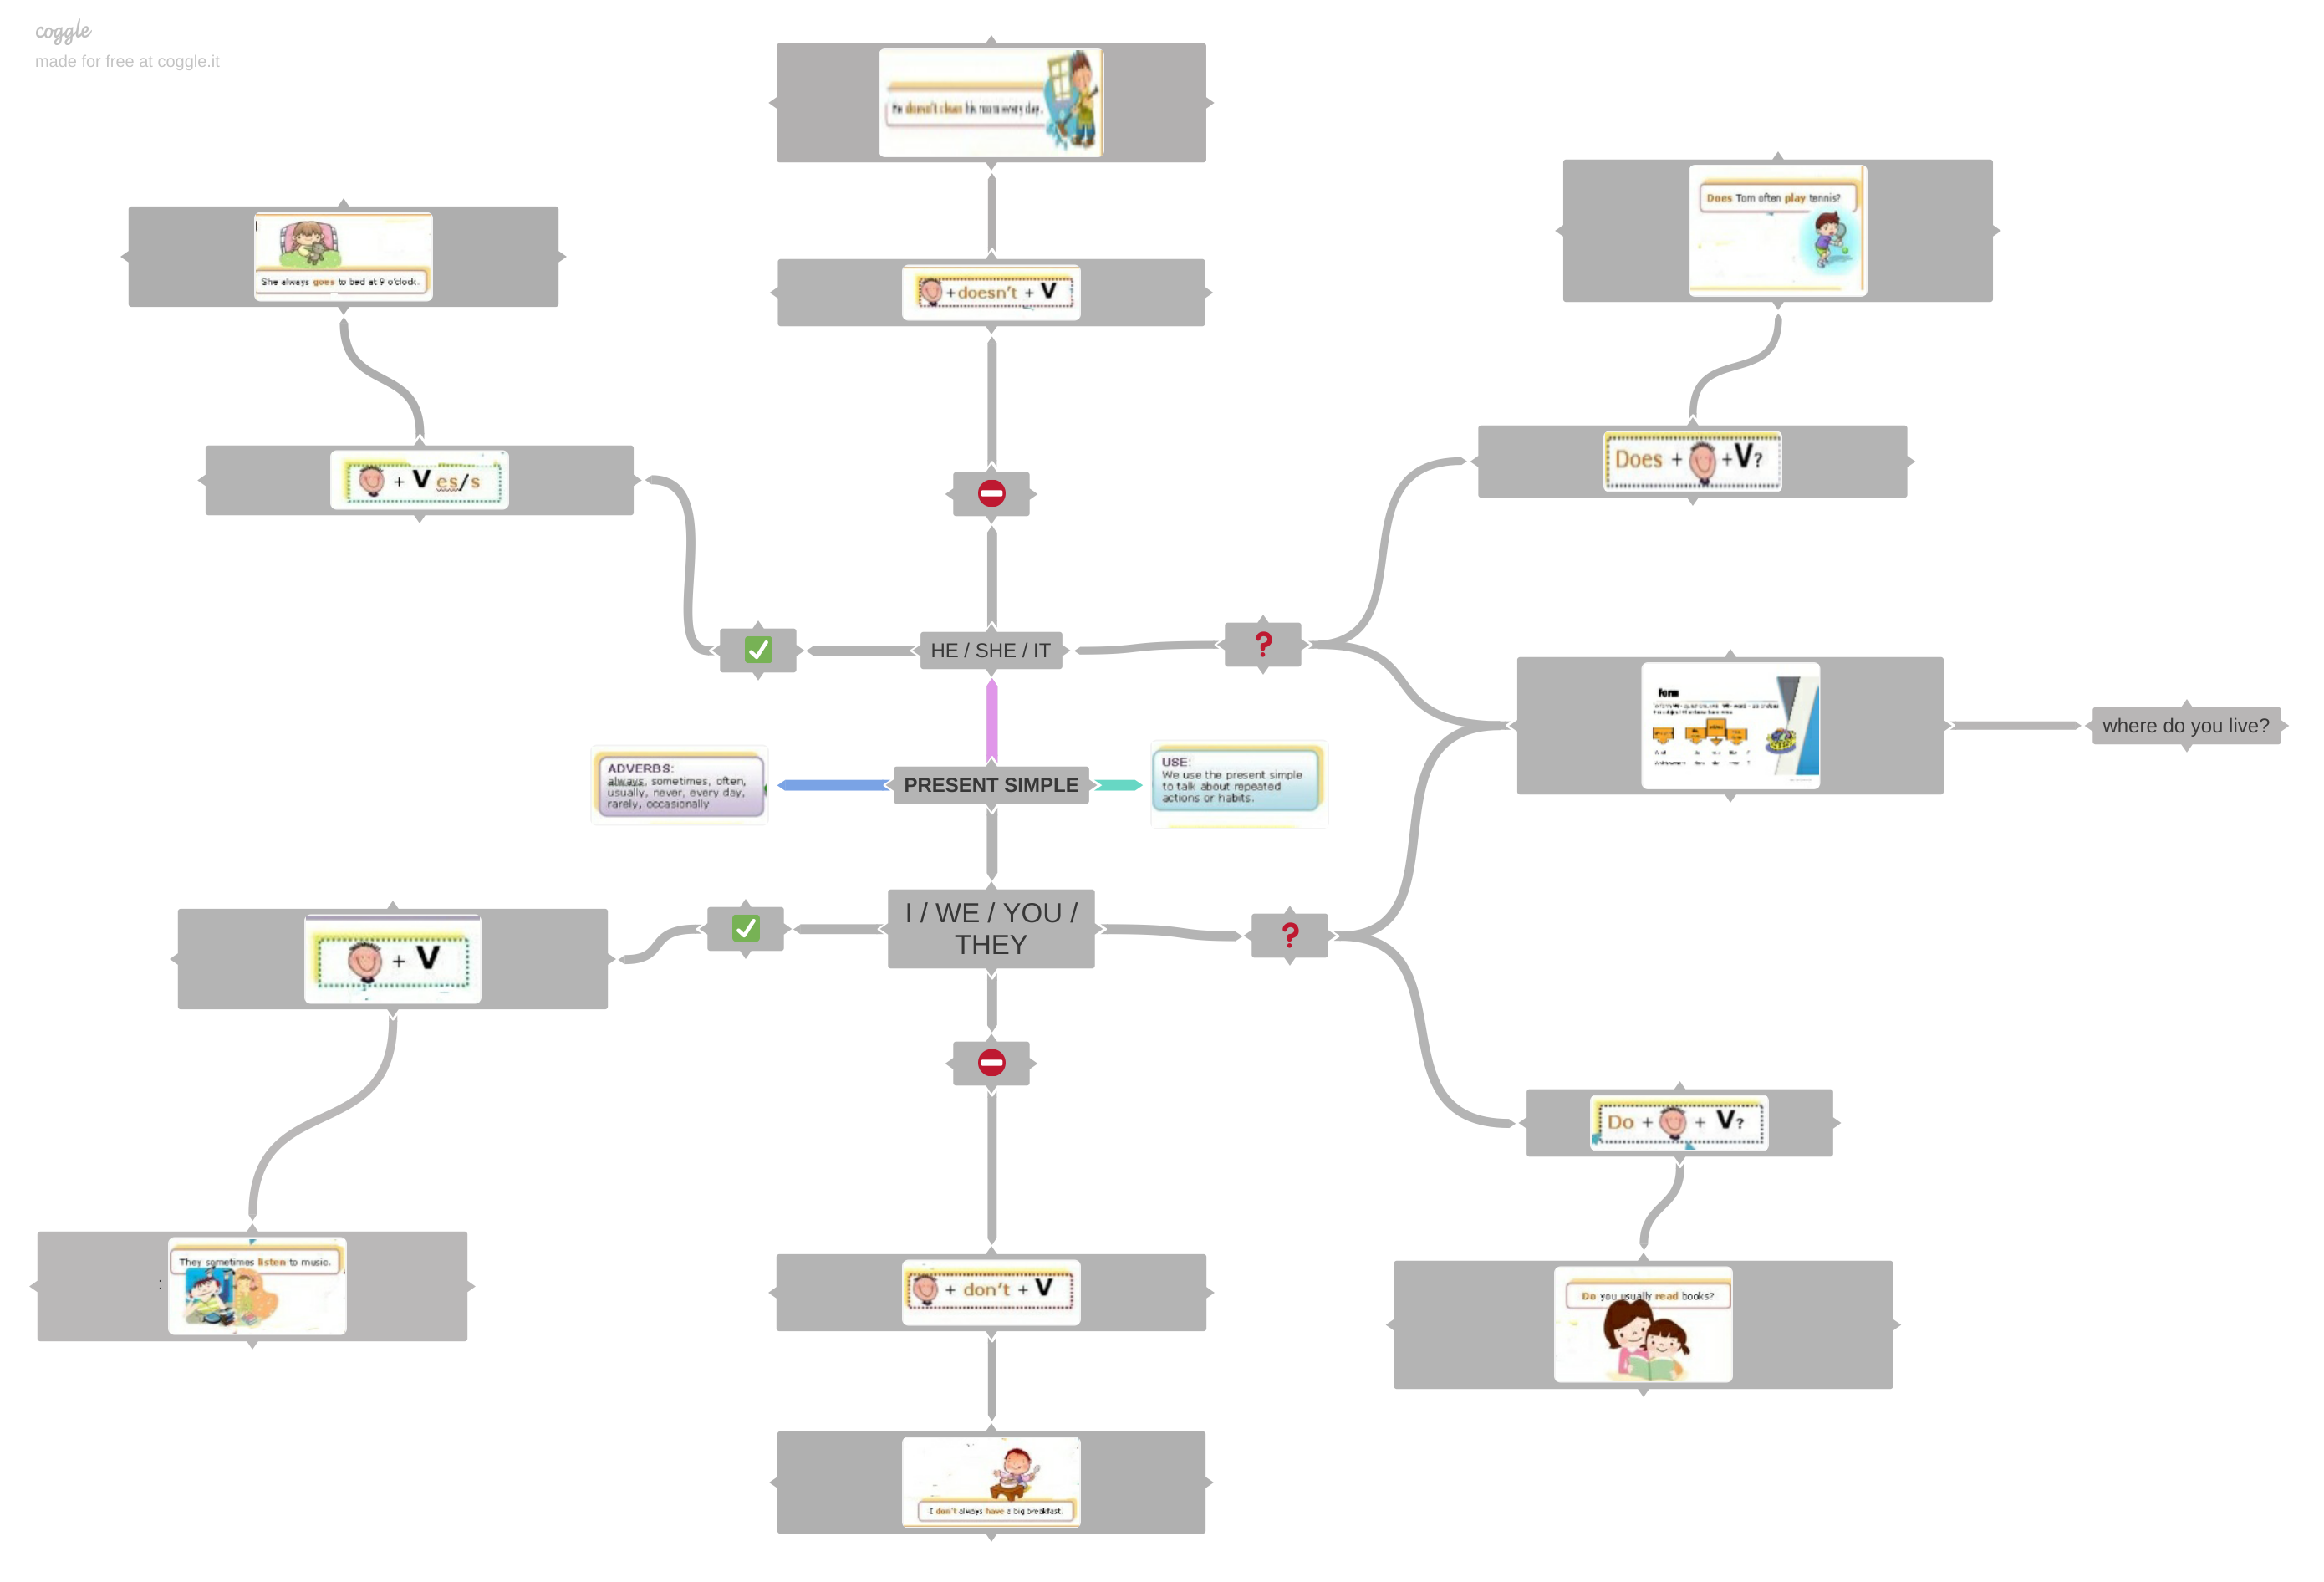 coggle
made for free at coggle.it
He doesn't clean his room every day.
Does Tom often play tennis?
She always goes to bed at 9 o'clock.
+doesn't + V
Does + +V?
+ V es/s
HE / SHE / IT
Form
where do you live?
ADVERBS:
always, sometimes, often,
usually, never, every day,
rarely, occasionally
PRESENT SIMPLE
USE:
We use the present simple
to talk about repeated
actions or habits.
I / WE / YOU /
THEY
+ V
Do + + V?
They sometimes listen to music.
:
+ don't + V
Do you usually read books?
I don't always have a big breakfast.